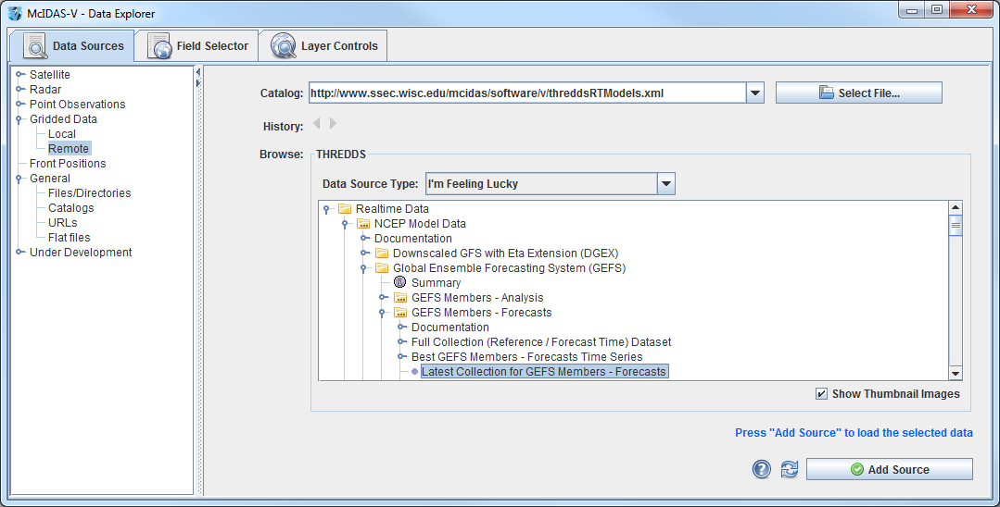 McIDAS-V - Data Explorer
Data Sources
Field Selector
Layer Controls
Satellite
Radar
Point Observations
Gridded Data
Local
Remote
Front Positions
General
Files/Directories
Catalogs
URLs
Flat files
Under Development
Catalog: http://www.ssec.wisc.edu/mcidas/software/v/threddsRTModels.xml
Select File...
History:
Browse:
THREDDS
Data Source Type: I'm Feeling Lucky
Realtime Data
NCEP Model Data
Documentation
Downscaled GFS with Eta Extension (DGEX)
Global Ensemble Forecasting System (GEFS)
Summary
GEFS Members - Analysis
GEFS Members - Forecasts
Documentation
Full Collection (Reference / Forecast Time) Dataset
Best GEFS Members - Forecasts Time Series
Latest Collection for GEFS Members - Forecasts
Show Thumbnail Images
Press "Add Source" to load the selected data
Add Source